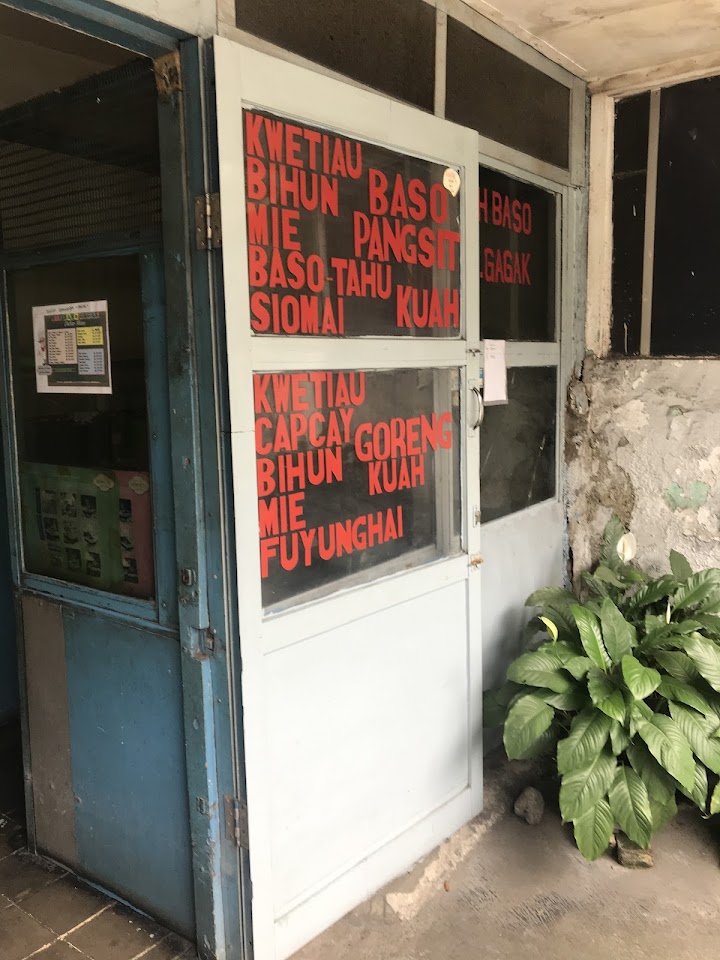 KWETIAU
BIHUN
MIE
BASO-TAHU
SIOMAI
BASO
PANGSIT
KUAH
KWETIAU
CAPCAY
BIHUN
MIE
FUYUNGHAI
GORENG
KUAH
H BASO
.GAGAK